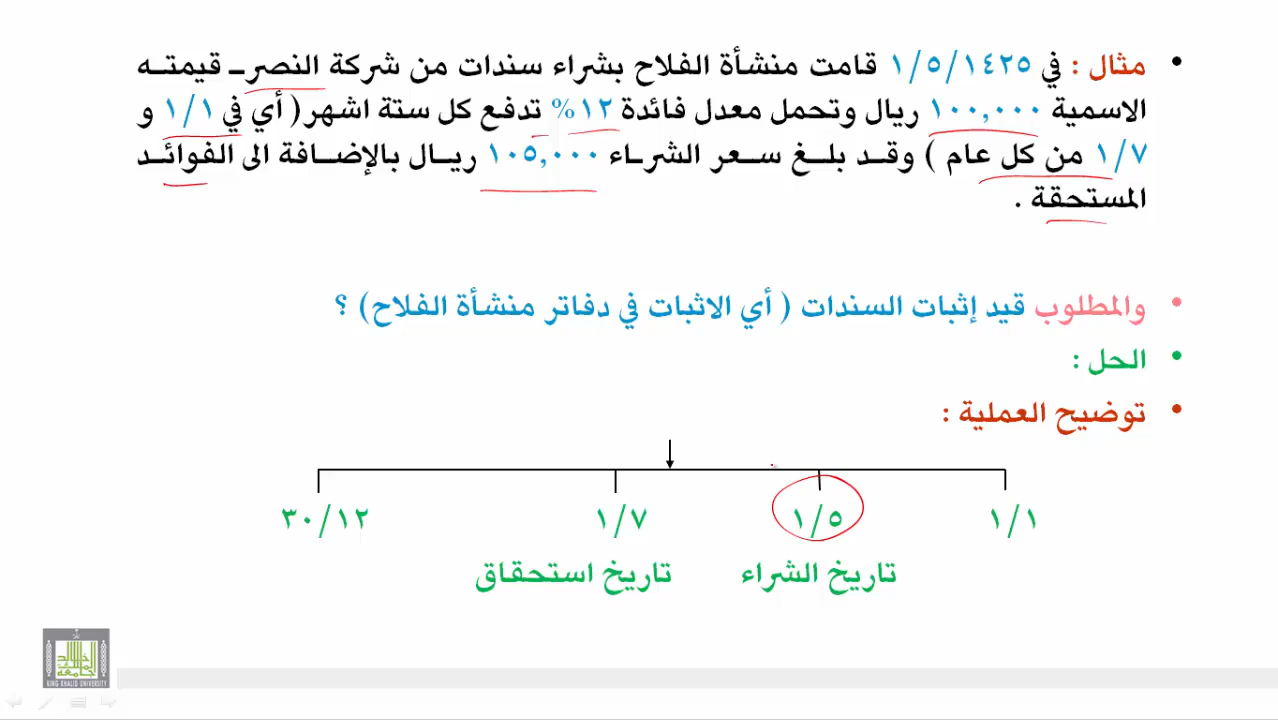 • مثال : في ١/٥/١٤٢٥ قامت منشأة الفلاح بشراء سندات من شركة النصر ـ قيمته
الاسمية ١٠٠,٠٠٠ ريال وتحمل معدل فائدة ١٢% تدفع كل ستة اشهر( أي في ١/١ و
١/٧ من كل عام ) وقد بلغ سعر الشراء ١٠٥,٠٠٠ ريال بالإضافة الى الفوائد
المستحقة .
• والمطلوب قيد إثبات السندات ( أي الاثبات في دفاتر منشأة الفلاح) ؟
• الحل :
• توضيح العملية :
١/١ ١/٥ ١/٧ ٣٠/١٢
تاريخ الشراء تاريخ استحقاق
KING KHALID UNIVERSITY